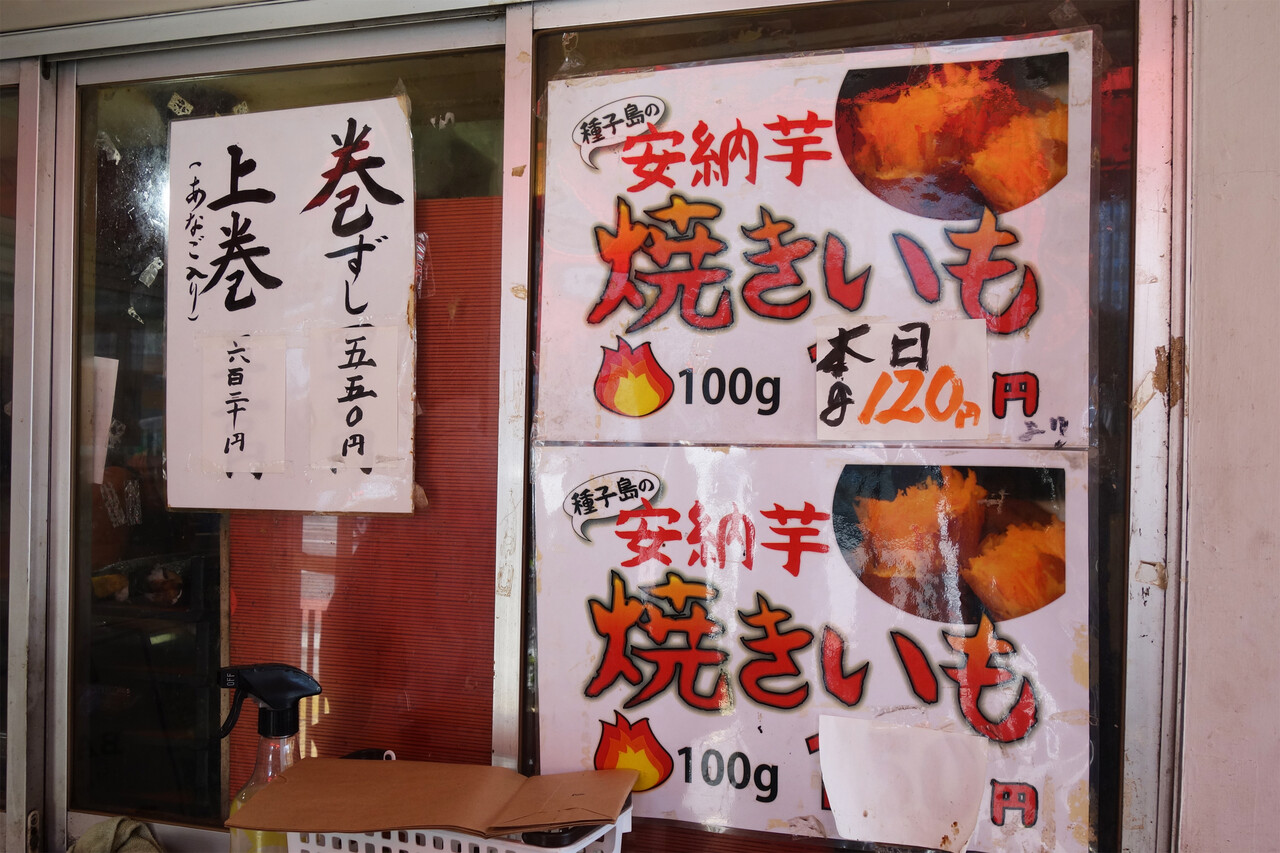 巻ずし
一五五〇円
上巻
(あなご入り)
六百二十円
種子島の
安納芋
焼きいも
100g
本日
120円
円
種子島の
安納芋
焼きいも
100g
円
OFF